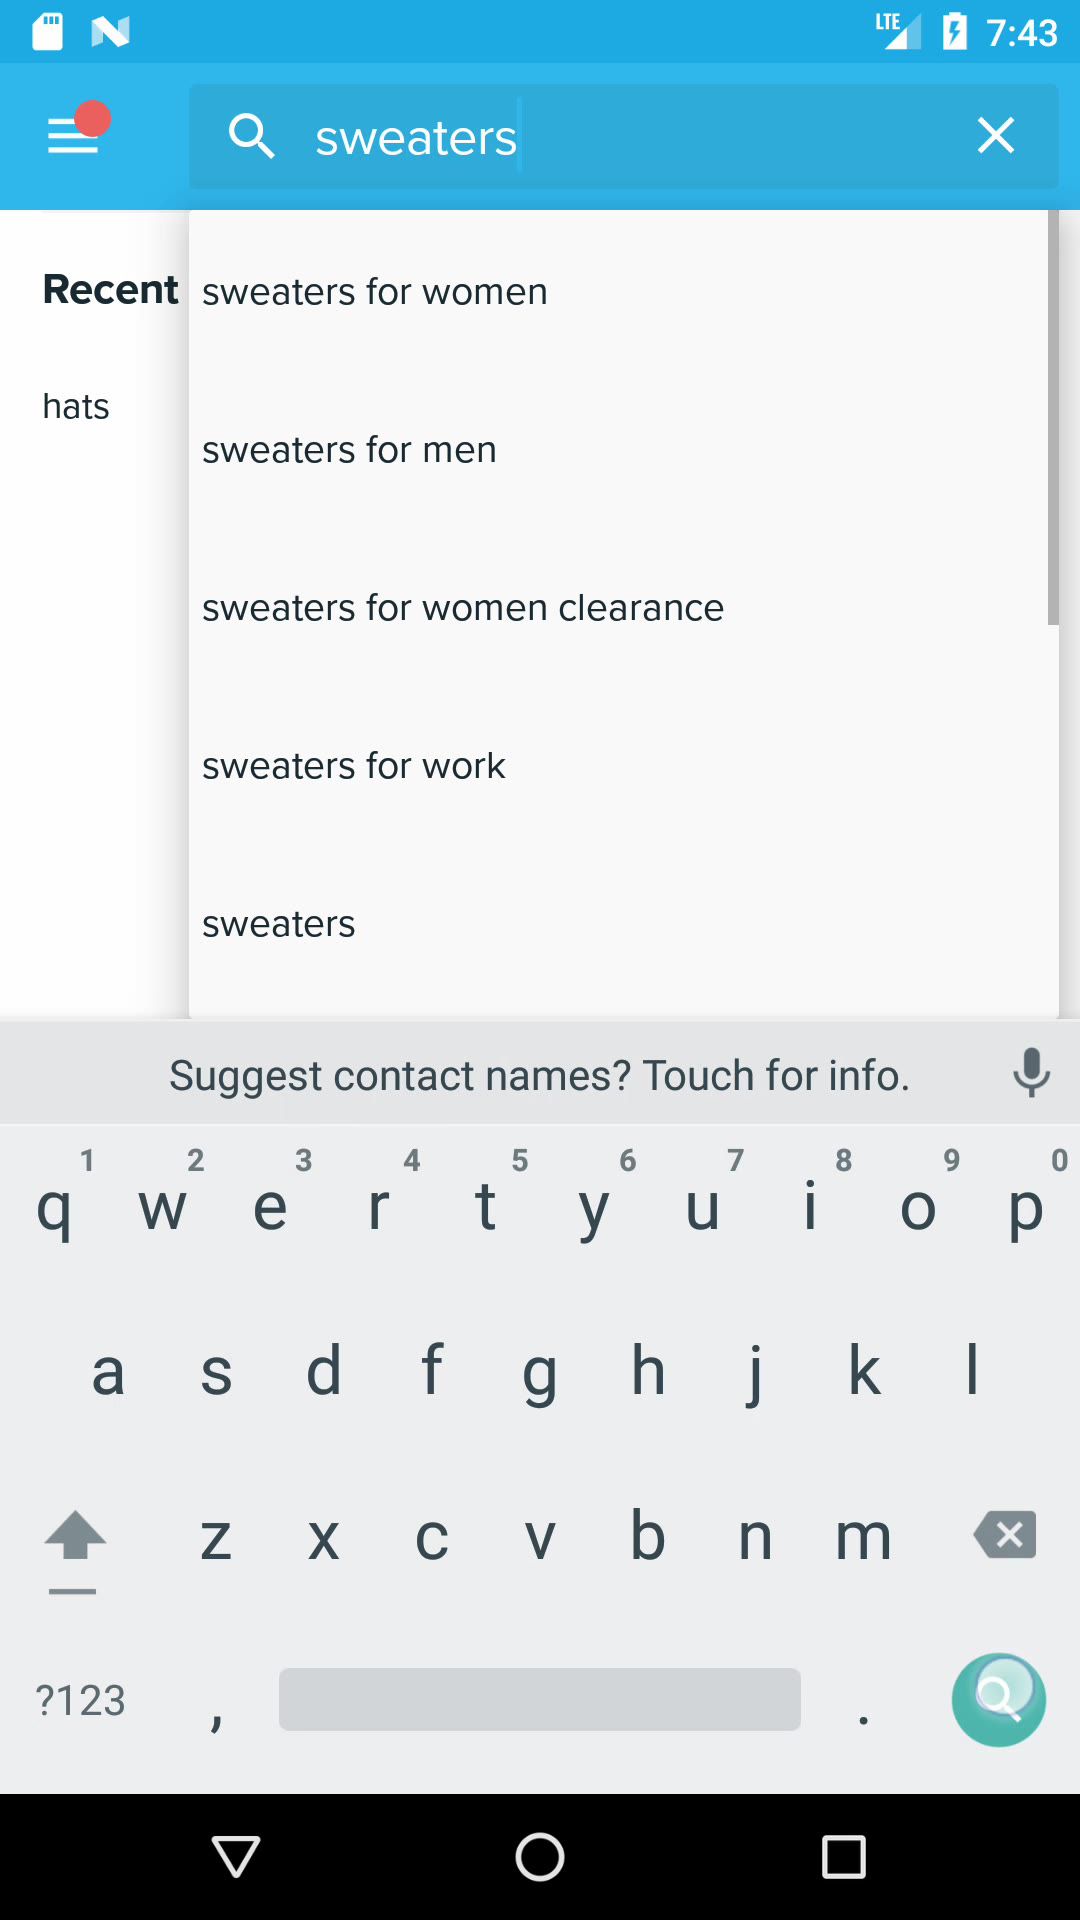 LTE 7:43
sweaters
Recent
hats
sweaters for women
sweaters for men
sweaters for women clearance
sweaters for work
sweaters
Suggest contact names? Touch for info.
1 2 3 4 5 6 7 8 9 0
q w e r t y u i o p
a s d f g h j k l
z x c v b n m
?123 , .